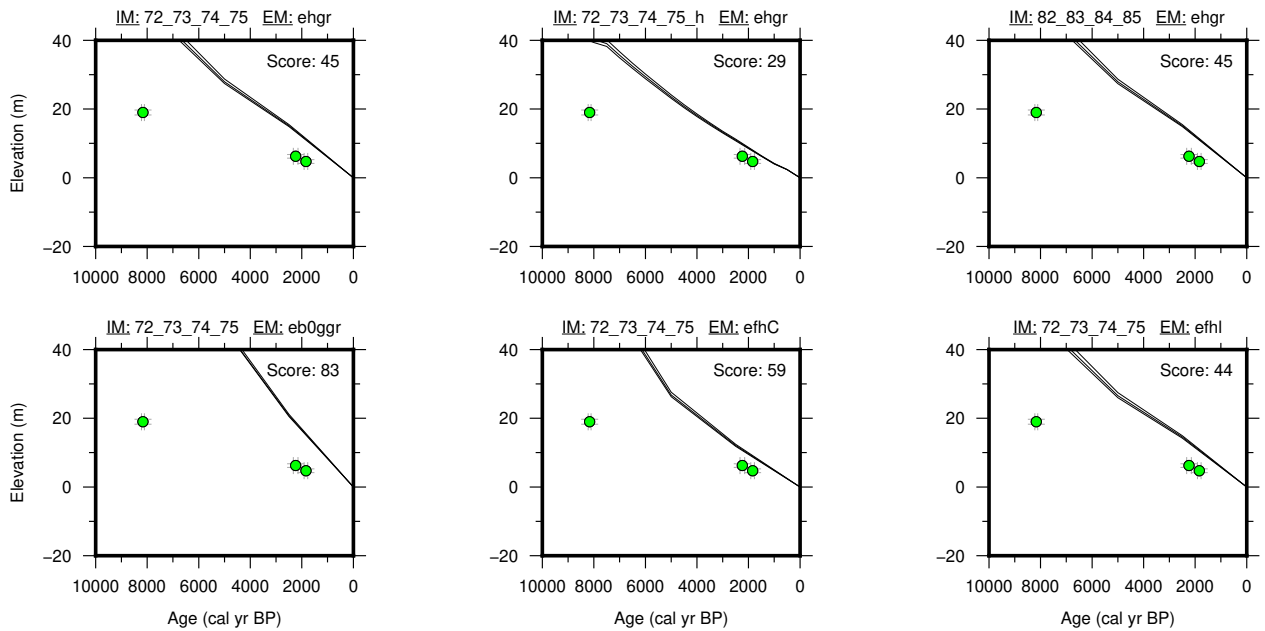 IM: 72_73_74_75 EM: ehgr
IM: 72_73_74_75_h EM: ehgr
IM: 82_83_84_85 EM: ehgr
40
20
0
−20
Elevation (m)
Score: 45
10000 8000 6000 4000 2000 0
40
20
0
−20
Score: 29
10000 8000 6000 4000 2000 0
40
20
0
−20
Score: 45
10000 8000 6000 4000 2000 0
IM: 72_73_74_75 EM: eb0ggr
IM: 72_73_74_75 EM: efhC
IM: 72_73_74_75 EM: efhl
40
20
0
−20
Elevation (m)
Score: 83
10000 8000 6000 4000 2000 0
Age (cal yr BP)
40
20
0
−20
Score: 59
10000 8000 6000 4000 2000 0
Age (cal yr BP)
40
20
0
−20
Score: 44
10000 8000 6000 4000 2000 0
Age (cal yr BP)